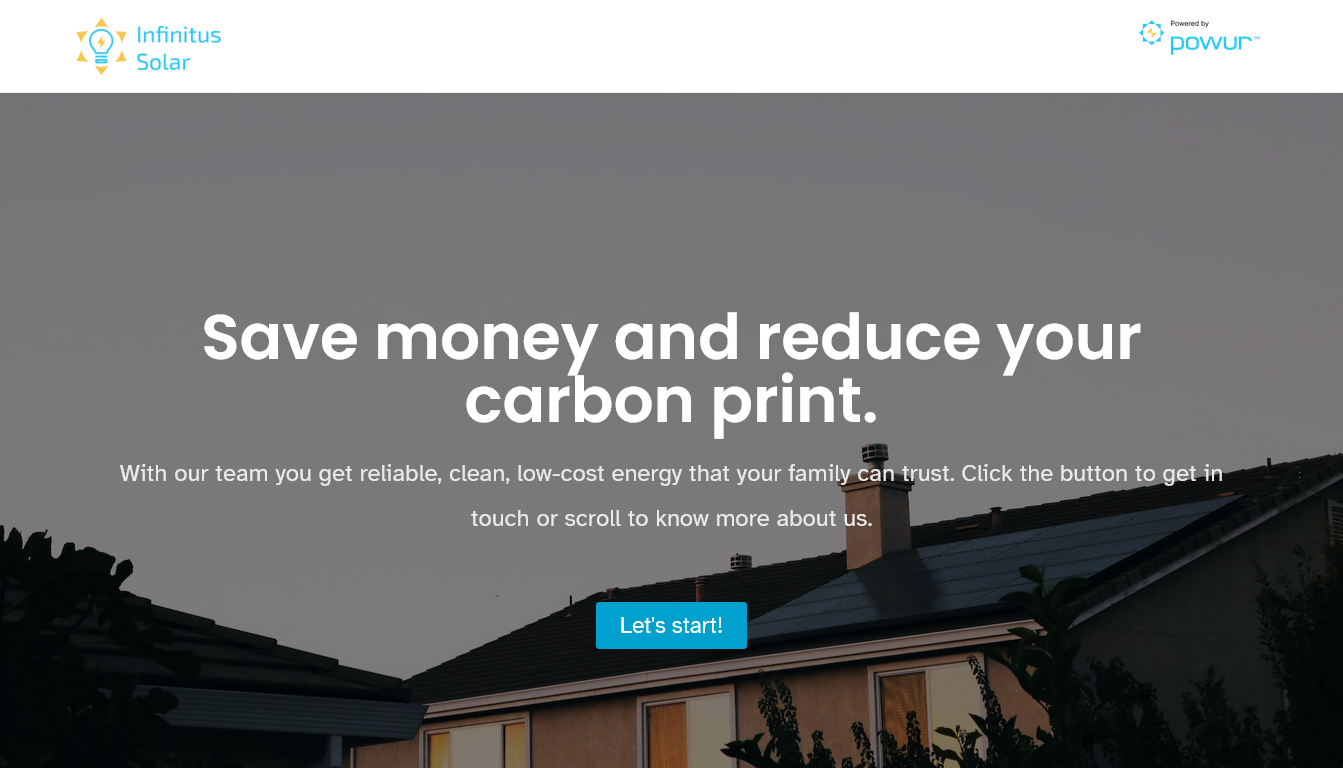 Infinitus
Solar
Powered by
powur™
Save money and reduce your
carbon print.
With our team you get reliable, clean, low-cost energy that your family can trust. Click the button to get in
touch or scroll to know more about us.
Let's start!